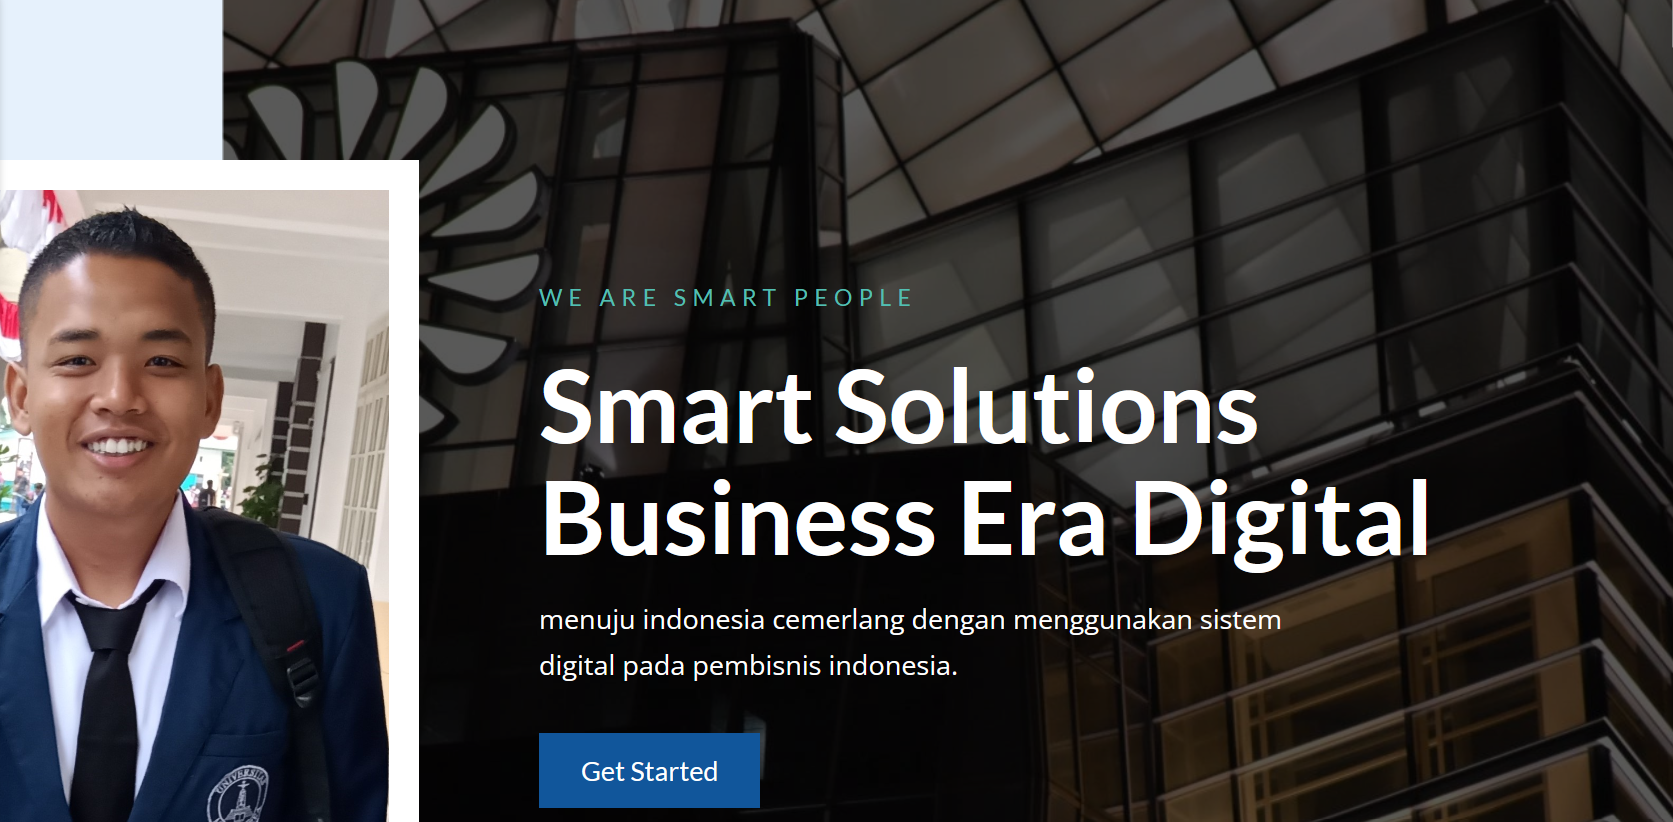 WE ARE SMART PEOPLE
Smart Solutions
Business Era Digital
menuju indonesia cemerlang dengan menggunakan sistem
digital pada pembisnis indonesia.
Get Started